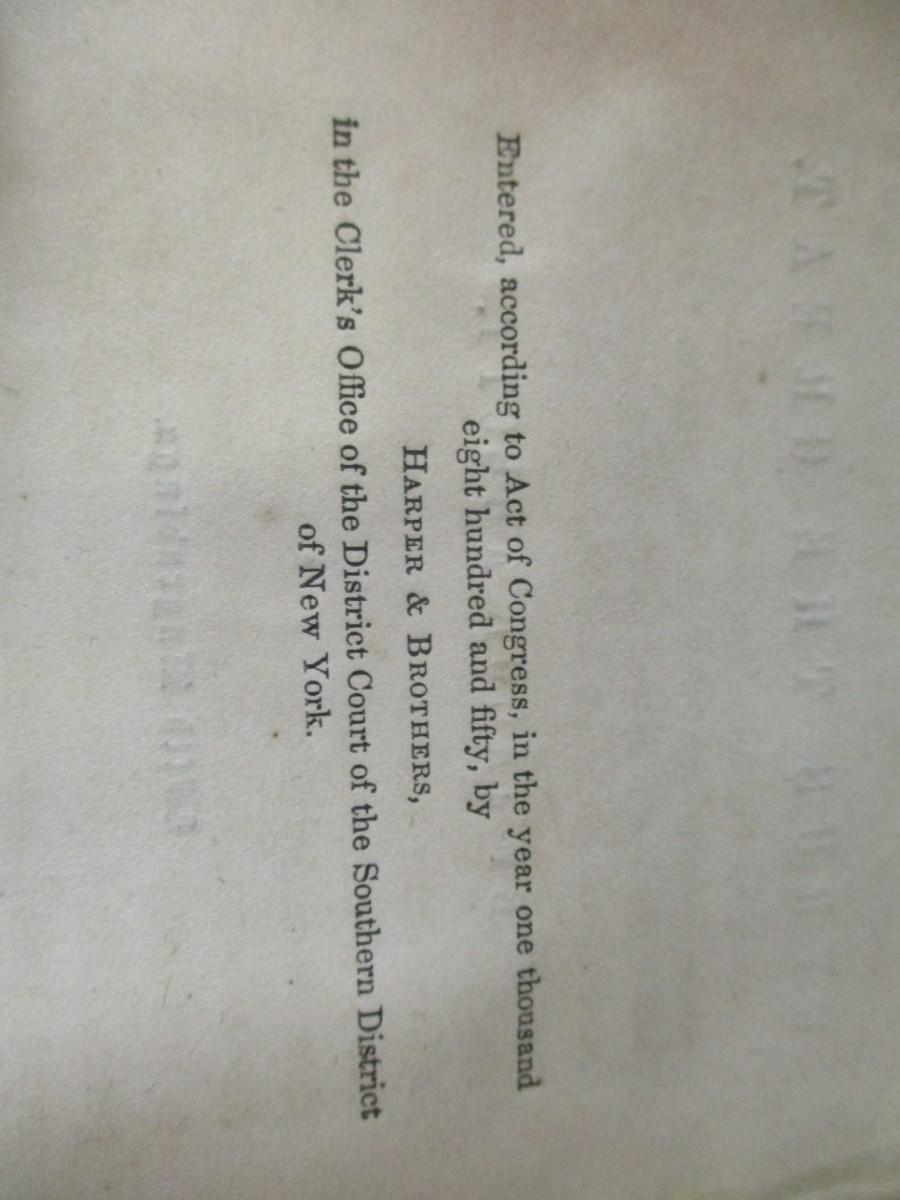 Entered, according to Act of Congress, in the year one thousand
eight hundred and fifty, by
HARPER & BROTHERS,
in the Clerk's Office of the District Court of the Southern District
of New York.